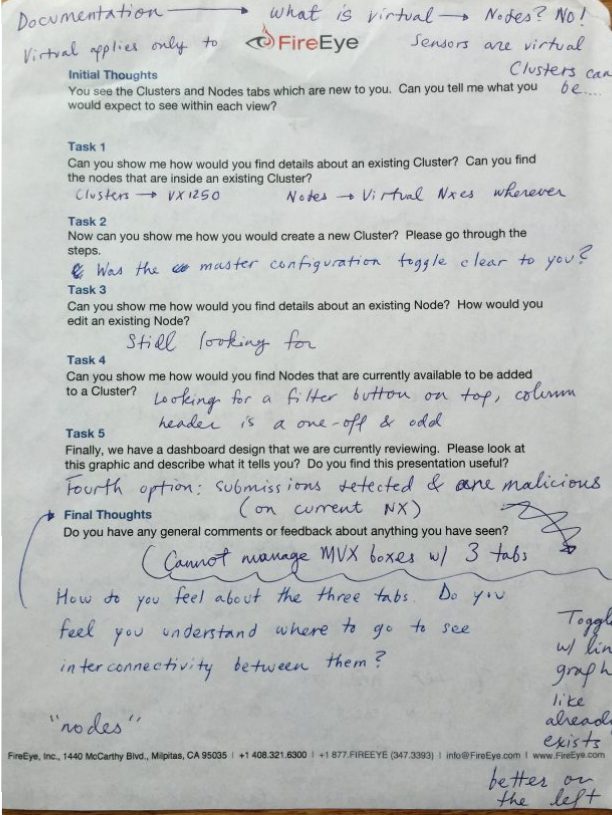 Documentation → what is virtual → Nodes? No!
Virtual applies only to
FireEye
Sensors are virtual
Clusters can
be....
Initial Thoughts
You see the Clusters and Nodes tabs which are new to you. Can you tell me what you
would expect to see within each view?
Task 1
Can you show me how would you find details about an existing Cluster? Can you find
the nodes that are inside an existing Cluster?
Clusters → VX1250 Notes → Virtual Nxes wherever
Task 2
Now can you show me how you would create a new Cluster? Please go through the
steps.
Was the master configuration toggle clear to you?
Task 3
Can you show me how would you find details about an existing Node? How would you
edit an existing Node?
Still looking for
Task 4
Can you show me how would you find Nodes that are currently available to be added
to a Cluster?
Looking for a filter button on top, column
header is a one-off & odd
Task 5
Finally, we have a dashboard design that we are currently reviewing. Please look at
this graphic and describe what it tells you? Do you find this presentation useful?
Fourth option: submissions detected & are malicious
(on current NX)
Final Thoughts
Do you have any general comments or feedback about anything you have seen?
(Cannot manage MVX boxes w/ 3 tabs
How do you feel about the three tabs. Do you
feel you understand where to go to see
interconnectivity between them?
Toggle
w/ lin
graph
like
already
exists
"nodes"
FireEye, Inc., 1440 McCarthy Blvd., Milpitas, CA 95035 | +1 408.321.6300 | +1 877.FIREEYE (347.3393) | info@FireEye.com | www.FireEye.com
better on
the left